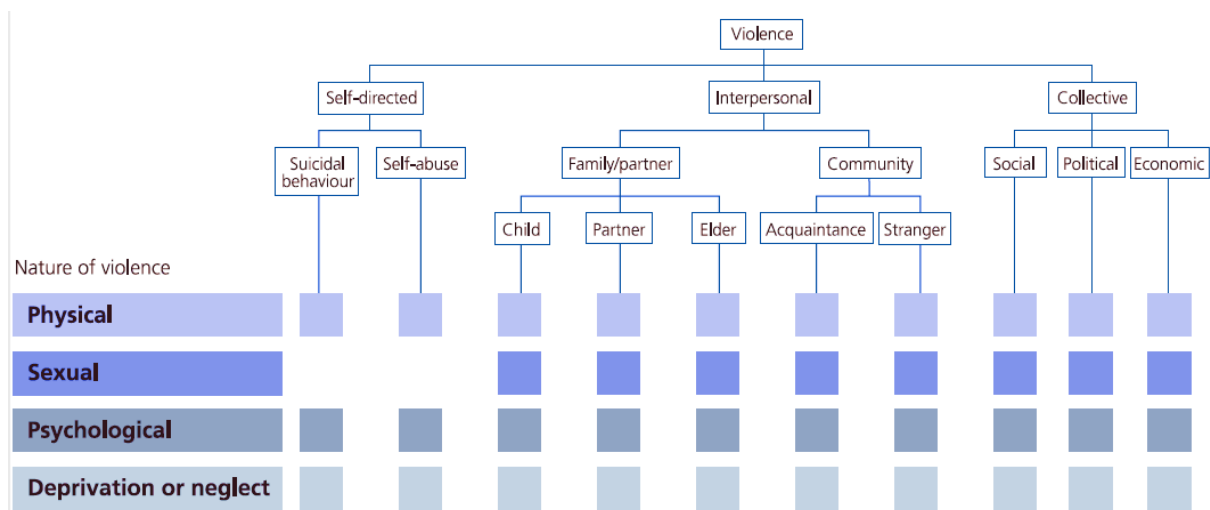 Violence
Self-directed
Interpersonal
Collective
Suicidal
behaviour
Self-abuse
Family/partner
Community
Social
Political
Economic
Child
Partner
Elder
Acquaintance
Stranger
Nature of violence
Physical
Sexual
Psychological
Deprivation or neglect